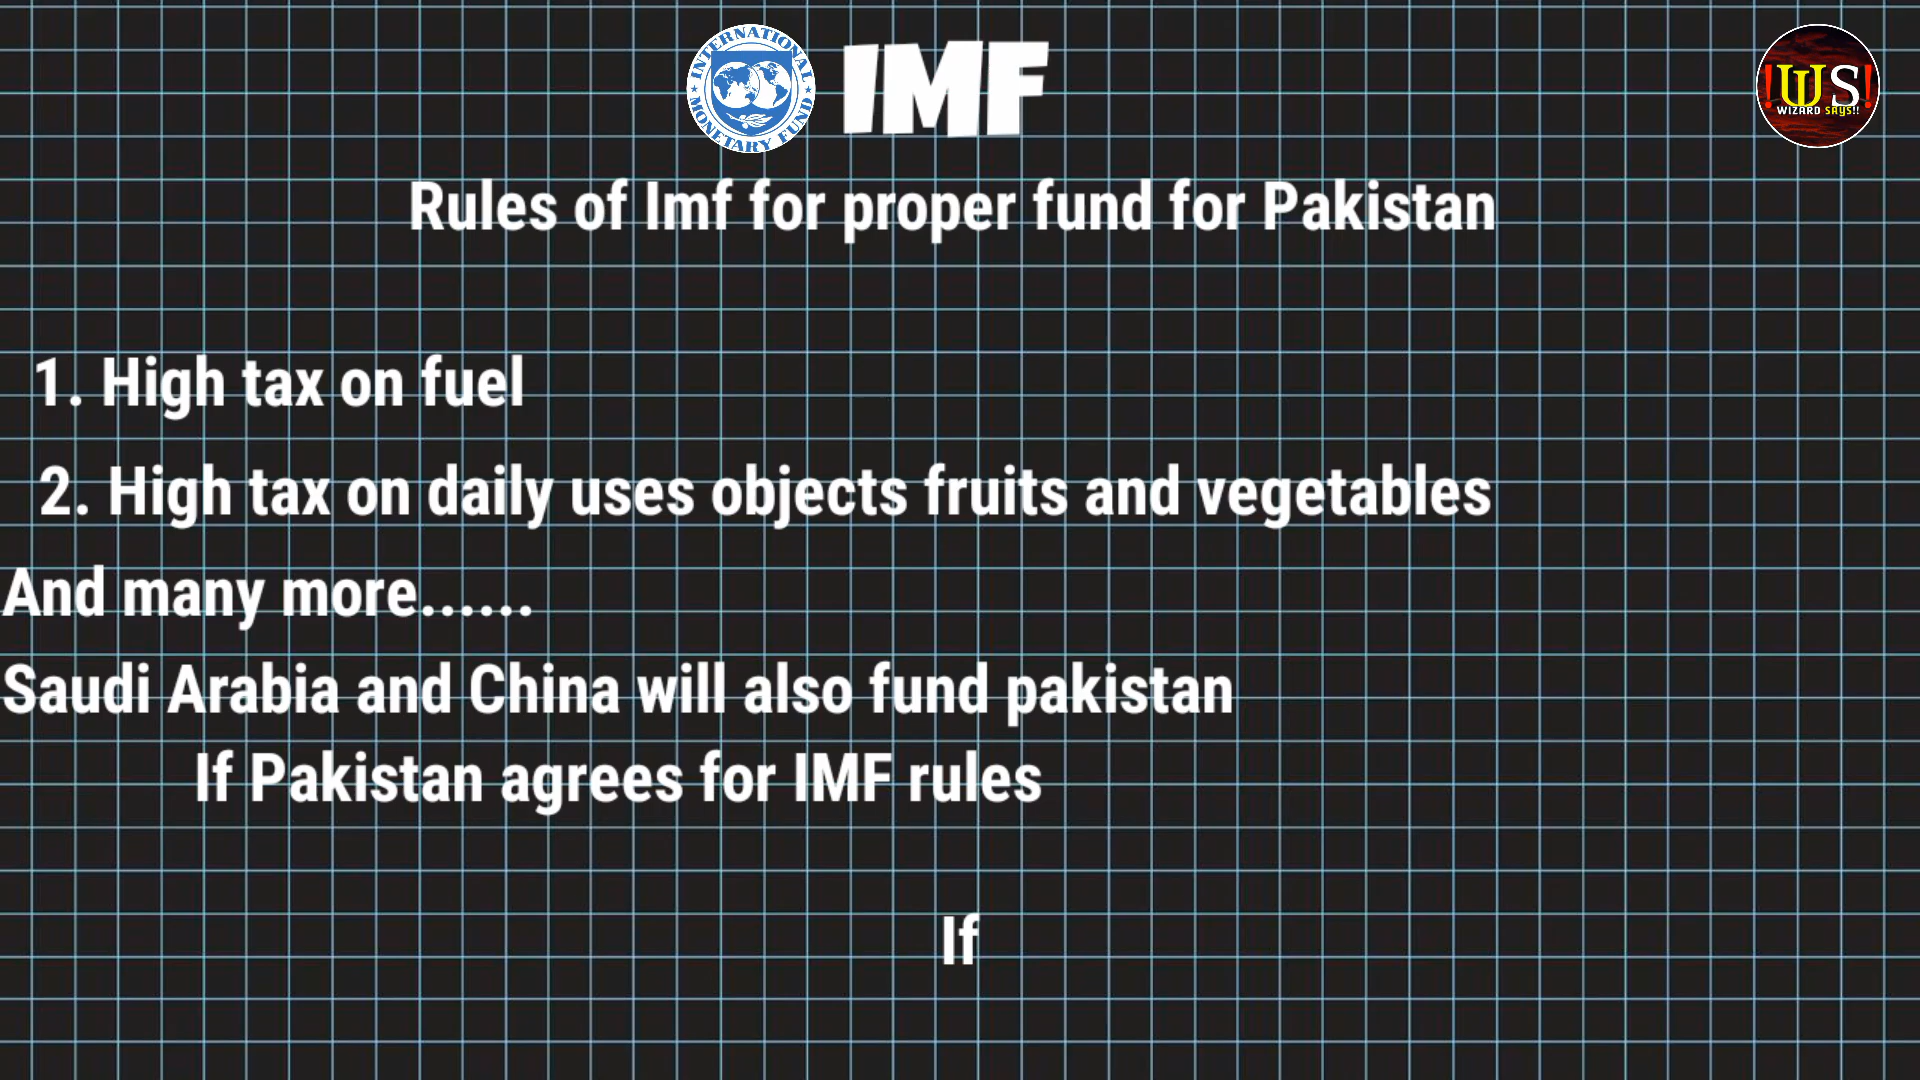 INTERNATIONAL MONETARY FUND
IMF
!WS!
WIZARD SAYS!!
Rules of Imf for proper fund for Pakistan
1. High tax on fuel
2. High tax on daily uses objects fruits and vegetables
And many more......
Saudi Arabia and China will also fund pakistan
If Pakistan agrees for IMF rules
If